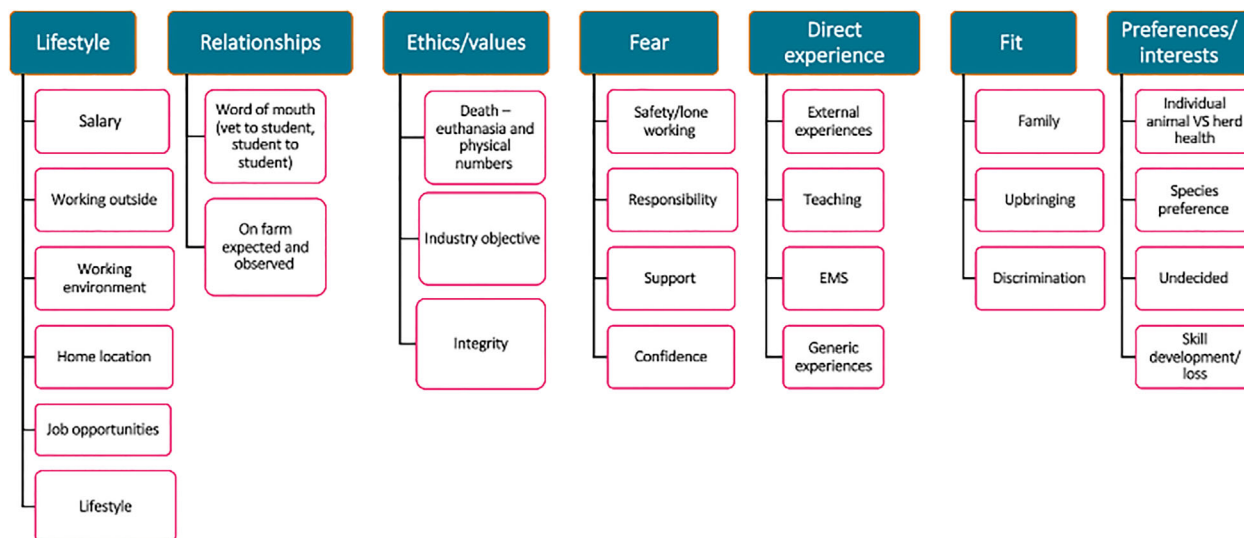 Lifestyle
Salary
Working outside
Working
environment
Home location
Job opportunities
Lifestyle
Relationships
Word of mouth
(vet to student,
student to
student)
On farm
expected and
observed
Ethics/values
Death –
euthanasia and
physical
numbers
Industry objective
Integrity
Fear
Safety/lone
working
Responsibility
Support
Confidence
Direct
experience
External
experiences
Teaching
EMS
Generic
experiences
Fit
Family
Upbringing
Discrimination
Preferences/
interests
Individual
animal VS herd
health
Species
preference
Undecided
Skill
development/
loss